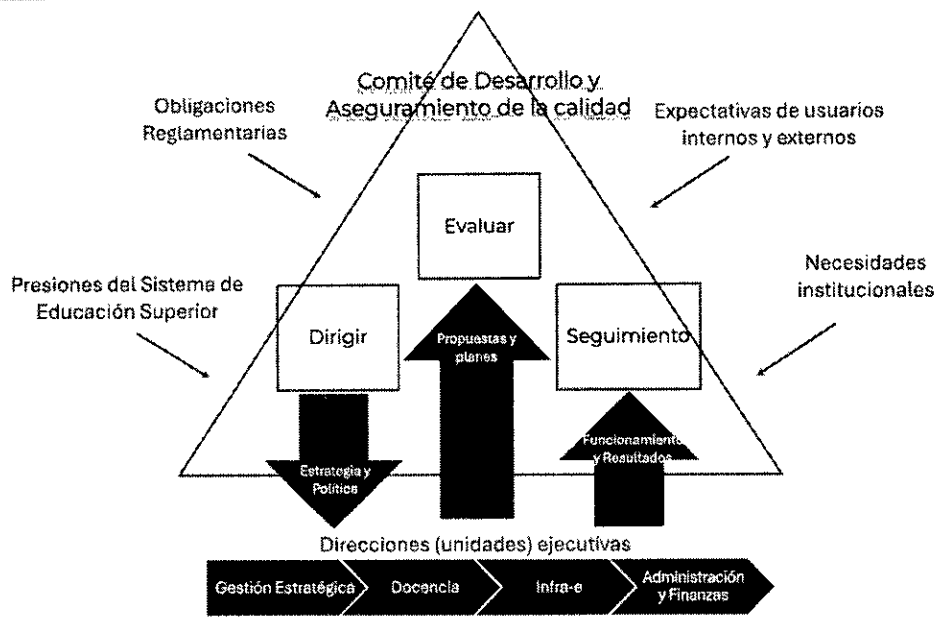 Comité de Desarrollo y
Aseguramiento de la calidad
Obligaciones
Reglamentarias
Expectativas de usuarios
internos y externos
Evaluar
Presiones del Sistema de
Educación Superior
Necesidades
institucionales
Dirigir
Propuestas y
planes
Seguimiento
Estrategia y
Política
Funcionamiento
y Resultados
Direcciones (unidades) ejecutivas
Gestión Estratégica
Docencia
Infra-e
Administración
y Finanzas